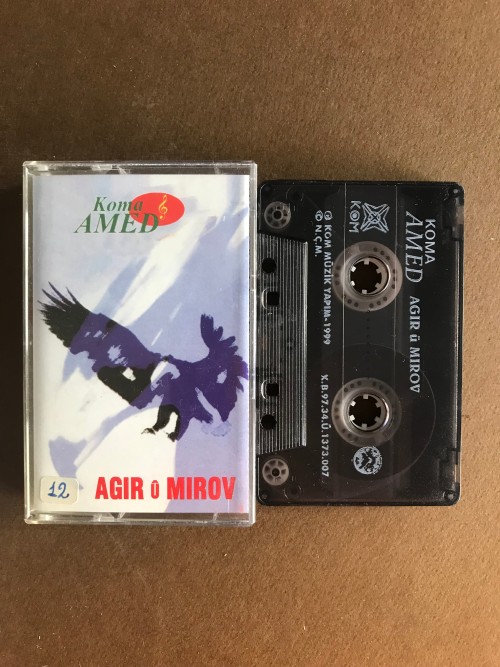 Koma
AMED
AGIR û MIROV
12
KOM
KOMA
AMED
AGIR û MIROV
Ⓟ KOM MÜZİK YAPIM-1999
© N.Ç.M.
K.B.97.34.Ü.1373.007